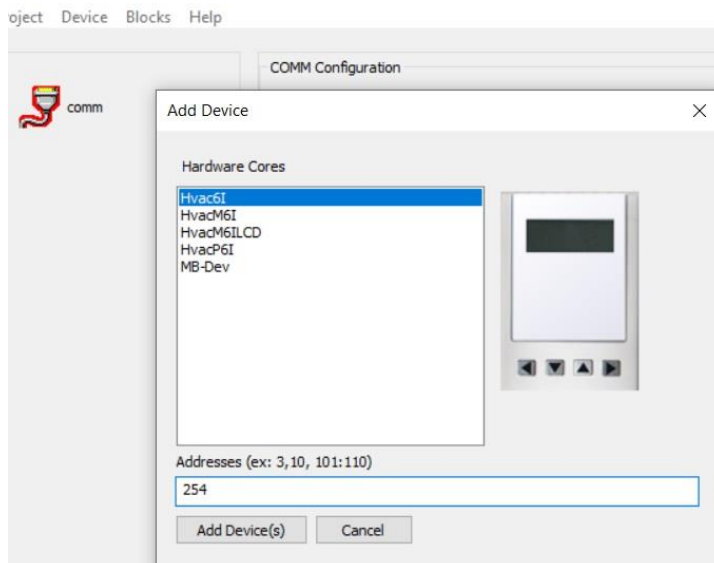 oject Device Blocks Help
COMM Configuration
comm
Add Device
Hardware Cores
Hvac6I
HvacM6I
HvacM6ILCD
HvacP6I
MB-Dev
Addresses (ex: 3,10, 101:110)
254
Add Device(s) Cancel